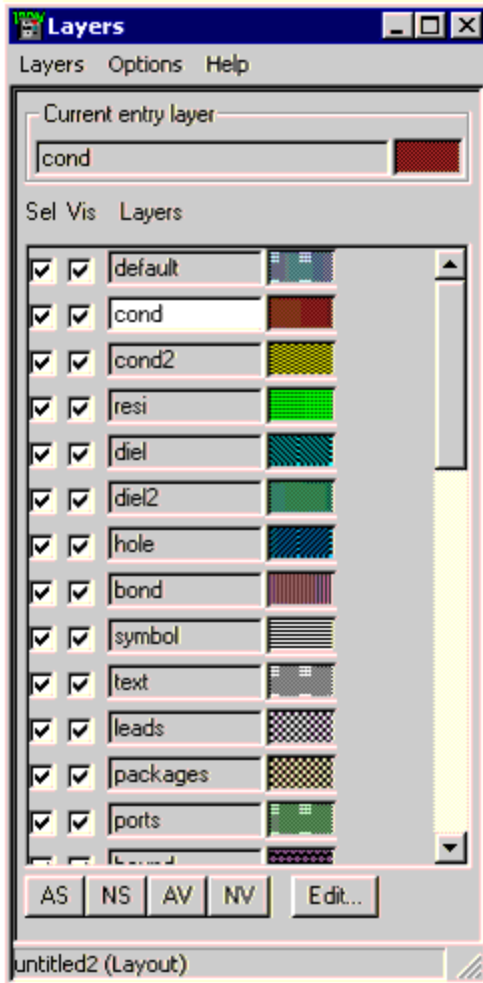 Layers
Layers Options Help
Current entry layer
cond
Sel Vis Layers
default
cond
cond2
resi
diel
diel2
hole
bond
symbol
text
leads
packages
ports
bound
AS NS AV NV Edit...
untitled2 (Layout)